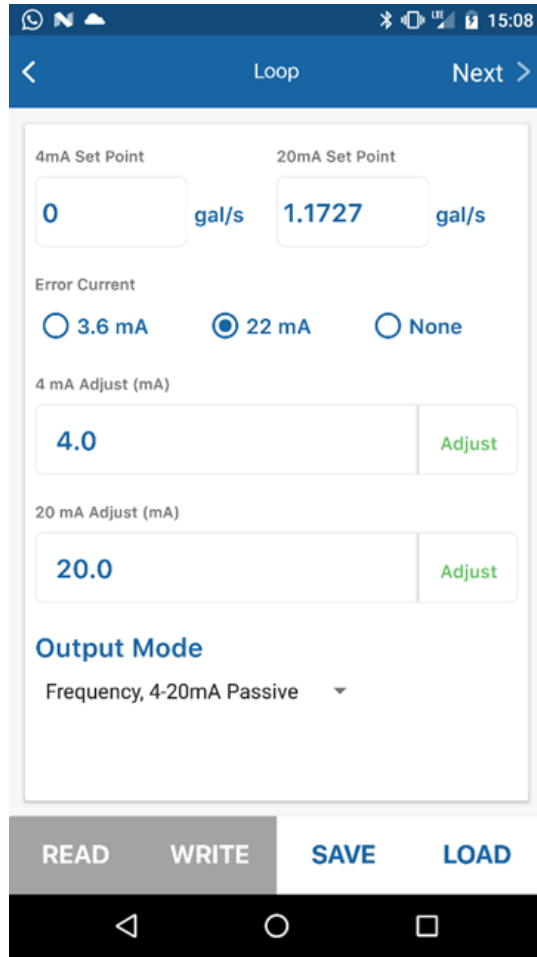 15:08
Loop Next >
4mA Set Point 20mA Set Point
0 gal/s 1.1727 gal/s
Error Current
3.6 mA 22 mA None
4 mA Adjust (mA)
4.0 Adjust
20 mA Adjust (mA)
20.0 Adjust
Output Mode
Frequency, 4-20mA Passive
READ WRITE SAVE LOAD